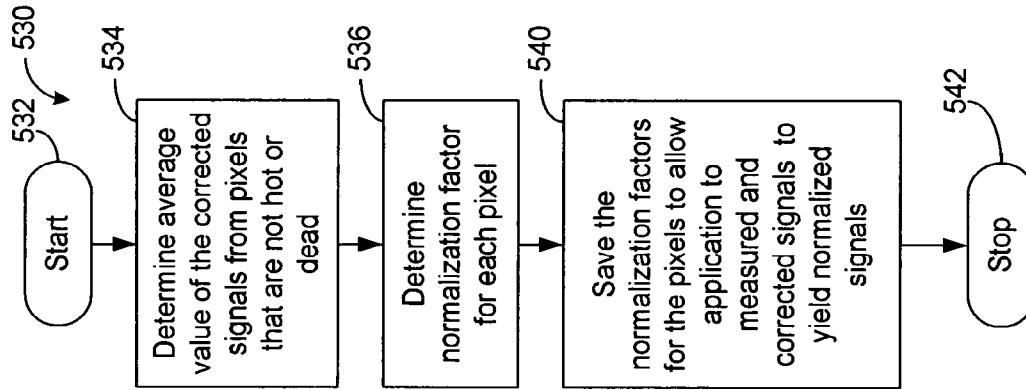 530
532
Start
534
Determine average
value of the corrected
signals from pixels
that are not hot or
dead
536
Determine
normalization factor
for each pixel
540
Save the
normalization factors
for the pixels to allow
application to
measured and
corrected signals to
yield normalized
signals
542
Stop